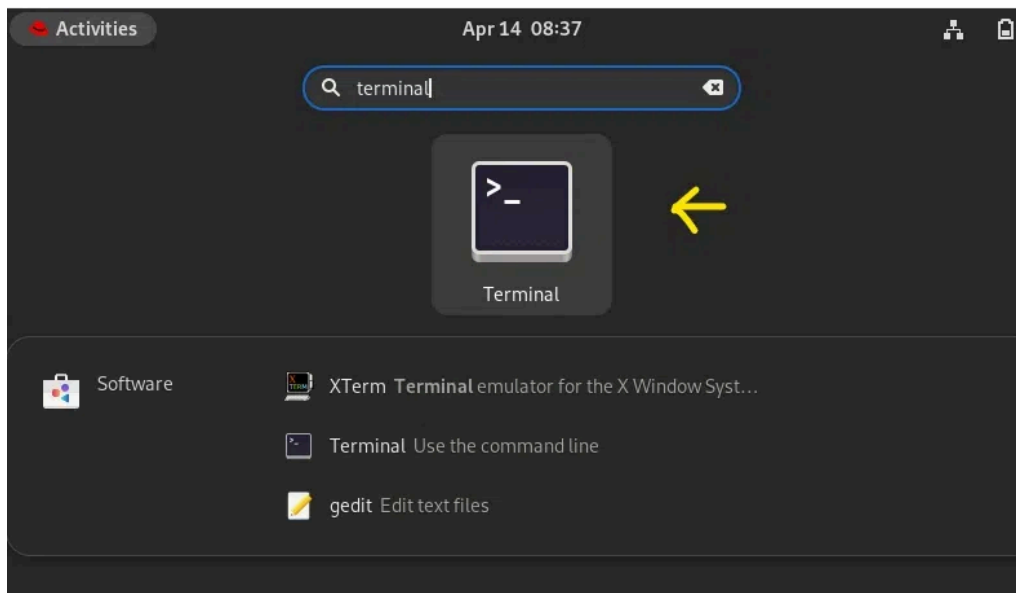 Activities
Apr 14 08:37
terminal
>_
Terminal
Software
XTerm Terminal emulator for the X Window Syst...
Terminal Use the command line
gedit Edit text files